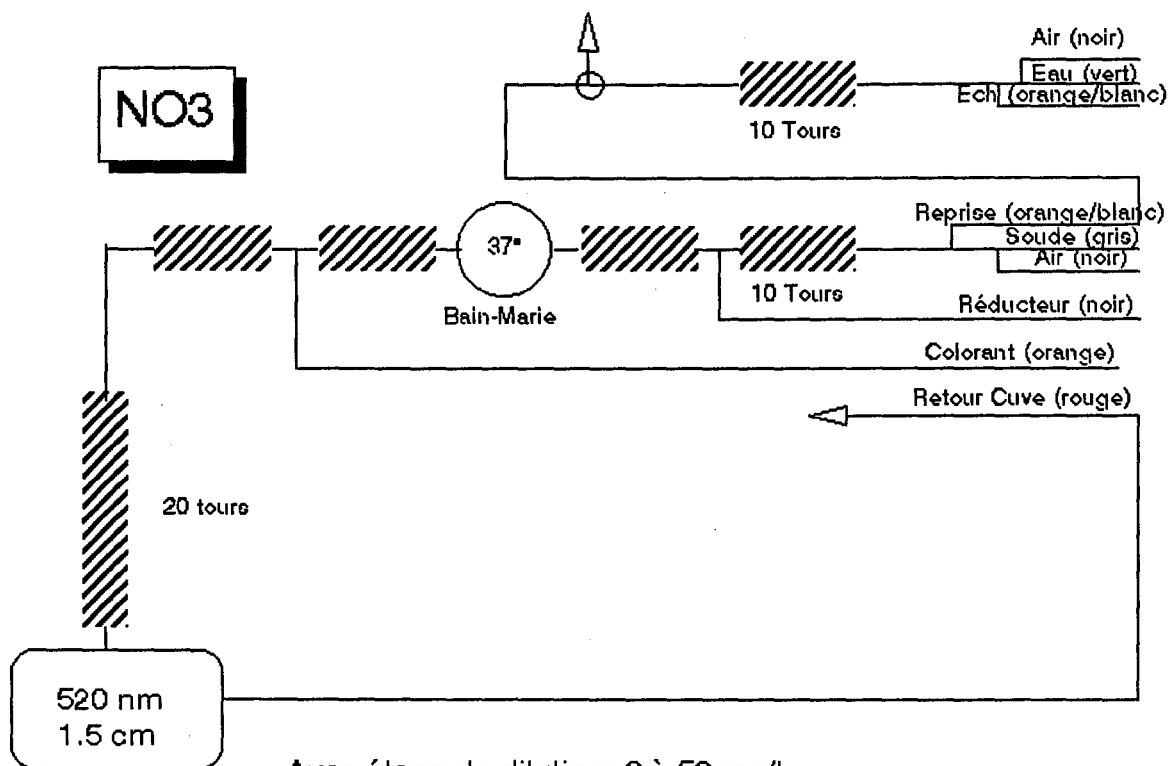 NO3
Air (noir)
Eau (vert)
Ech (orange/blanc)
10 Tours
Reprise (orange/blanc)
Soude (gris)
Air (noir)
37°
10 Tours
Bain-Marie
Réducteur (noir)
Colorant (orange)
Retour Cuve (rouge)
20 tours
520 nm
1.5 cm